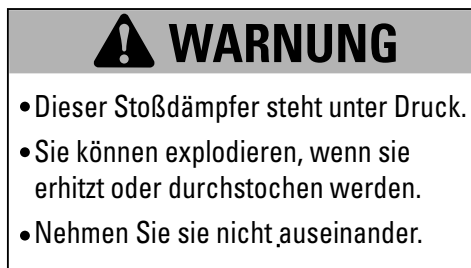 WARNUNG
• Dieser Stoßdämpfer steht unter Druck.
• Sie können explodieren, wenn sie
erhitzt oder durchstochen werden.
• Nehmen Sie sie nicht auseinander.